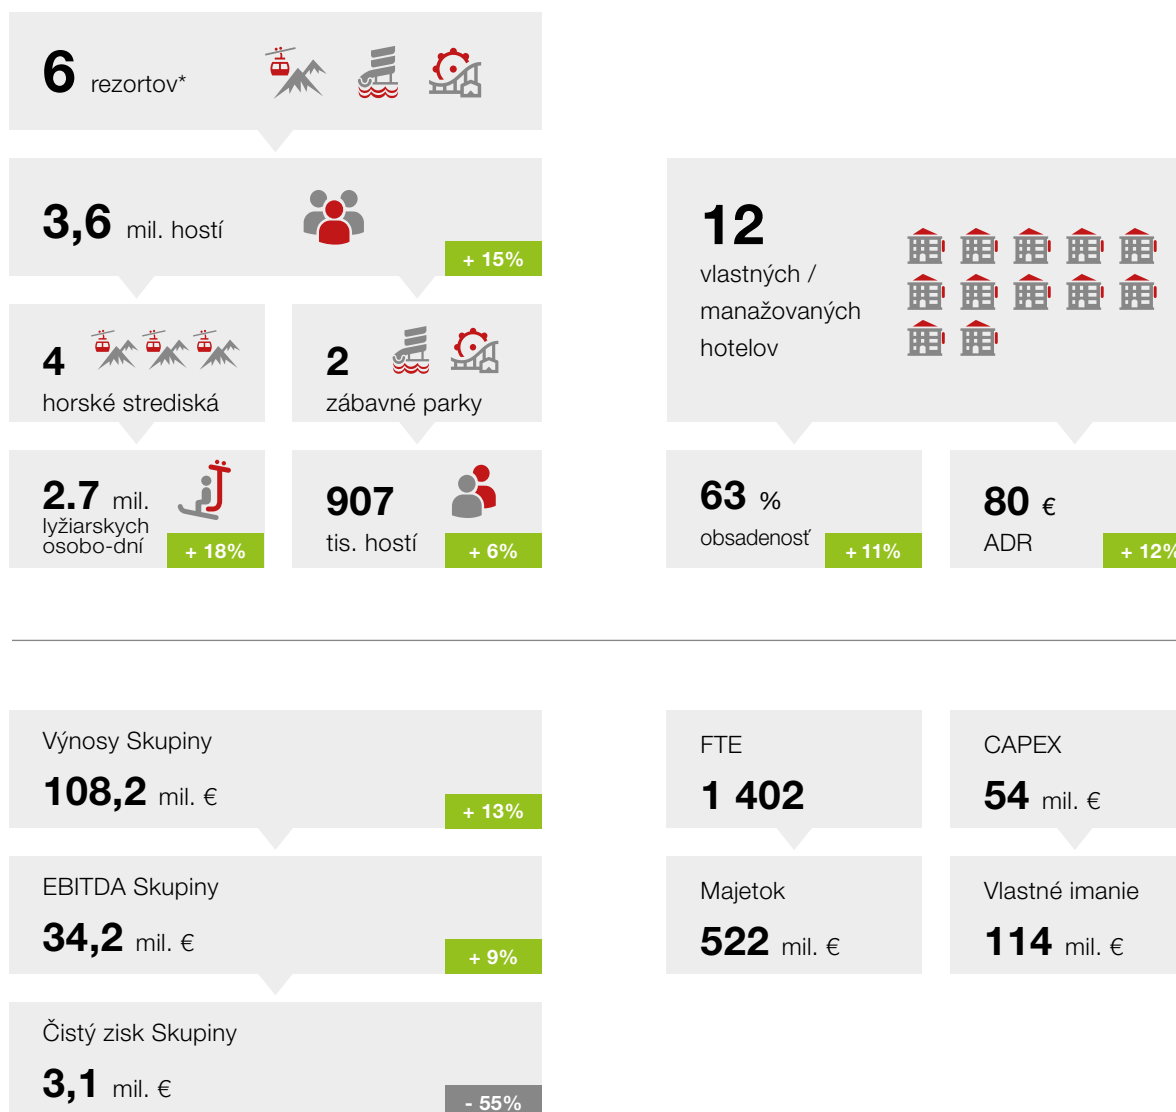 6 rezortov*
3,6 mil. hostí
+ 15%
4
horské strediská
2
zábavné parky
2.7 mil.
lyžiarskych
osobo-dní
+ 18%
907
tis. hostí
+ 6%
12
vlastných /
manažovaných
hotelov
63 %
obsadenosť
+ 11%
80 €
ADR
+ 12%
Výnosy Skupiny
108,2 mil. €
+ 13%
EBITDA Skupiny
34,2 mil. €
+ 9%
Čistý zisk Skupiny
3,1 mil. €
- 55%
FTE
1 402
CAPEX
54 mil. €
Majetok
522 mil. €
Vlastné imanie
114 mil. €